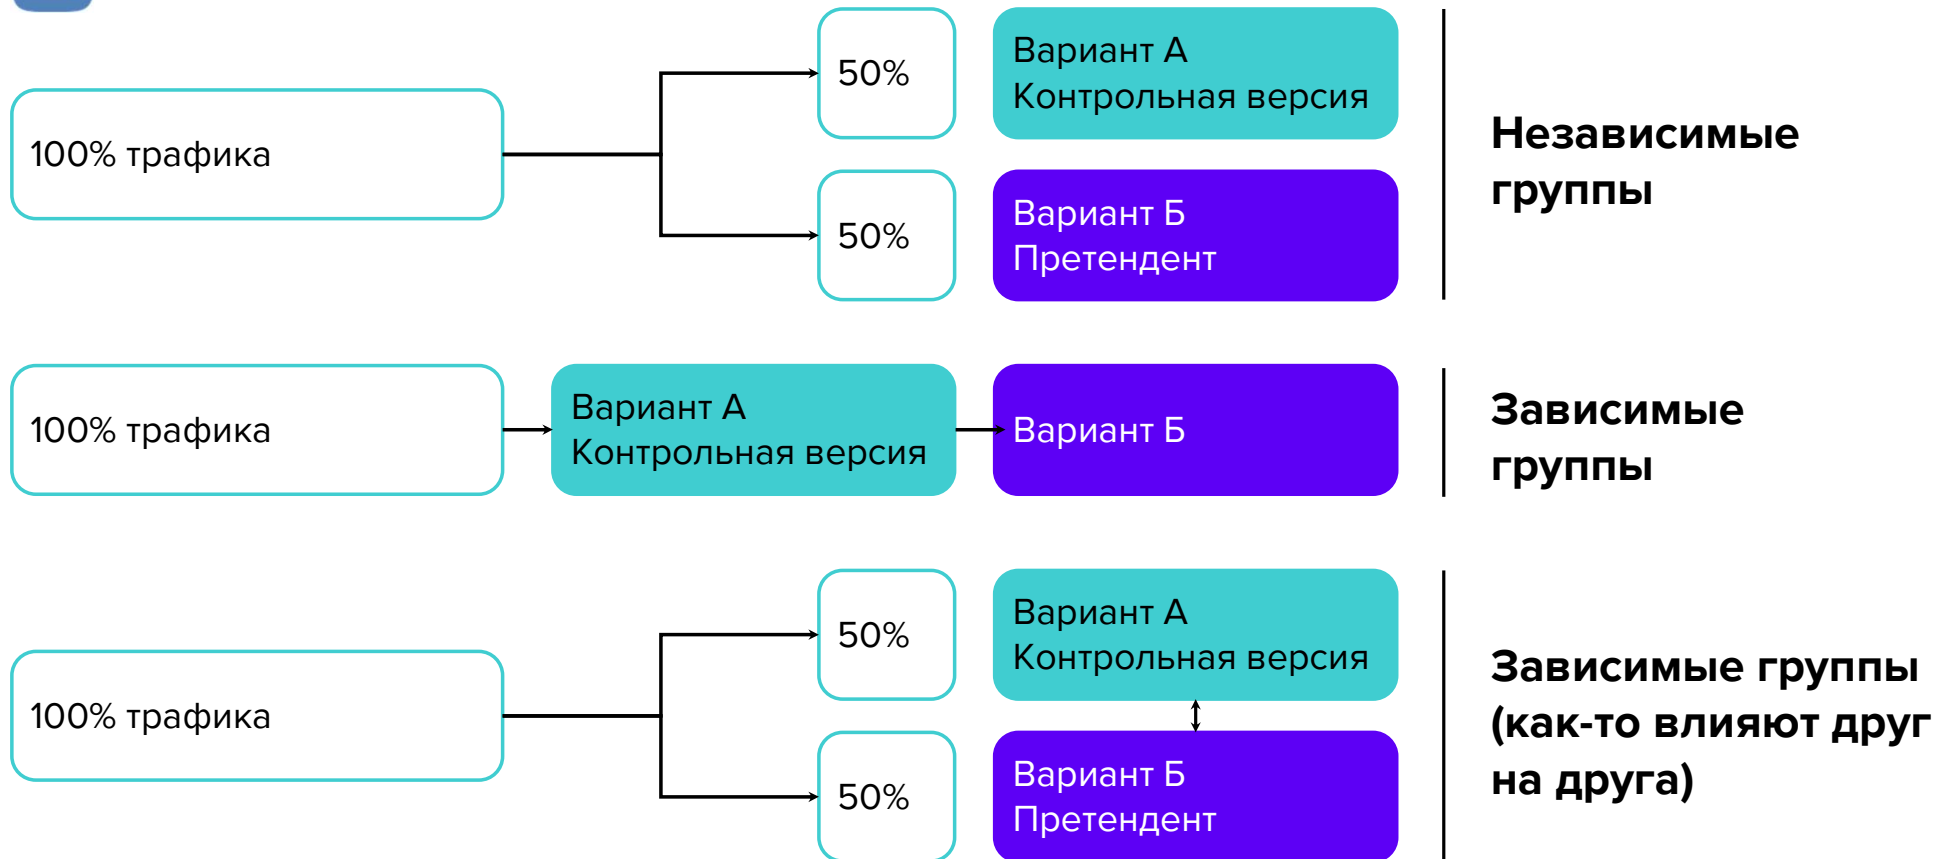 100% трафика
50%
Вариант А
Контрольная версия
50%
Вариант Б
Претендент
Независимые
группы
100% трафика
Вариант А
Контрольная версия
Вариант Б
Зависимые
группы
100% трафика
50%
Вариант А
Контрольная версия
50%
Вариант Б
Претендент
Зависимые группы
(как-то влияют друг
на друга)